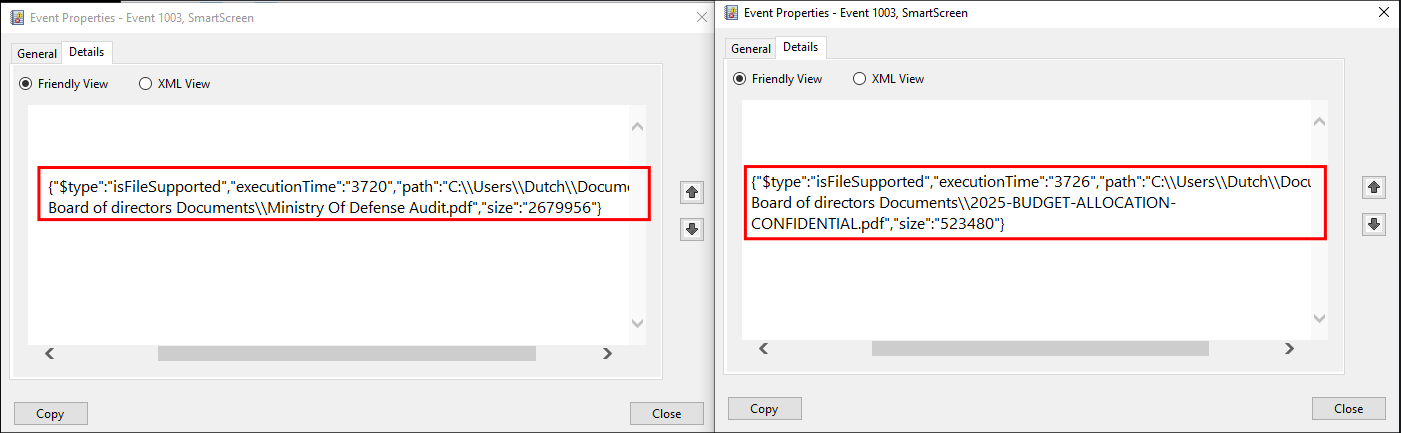 Event Properties - Event 1003, SmartScreen
General Details
Friendly View XML View
{"$type":"isFileSupported","executionTime":"3720","path":"C:\\Users\\Dutch\\Docume
Board of directors Documents\\Ministry Of Defense Audit.pdf","size":"2679956"}
Copy Close
Event Properties - Event 1003, SmartScreen
General Details
Friendly View XML View
{"$type":"isFileSupported","executionTime":"3726","path":"C:\\Users\\Dutch\\Docu
Board of directors Documents\\2025-BUDGET-ALLOCATION-
CONFIDENTIAL.pdf","size":"523480"}
Copy Close